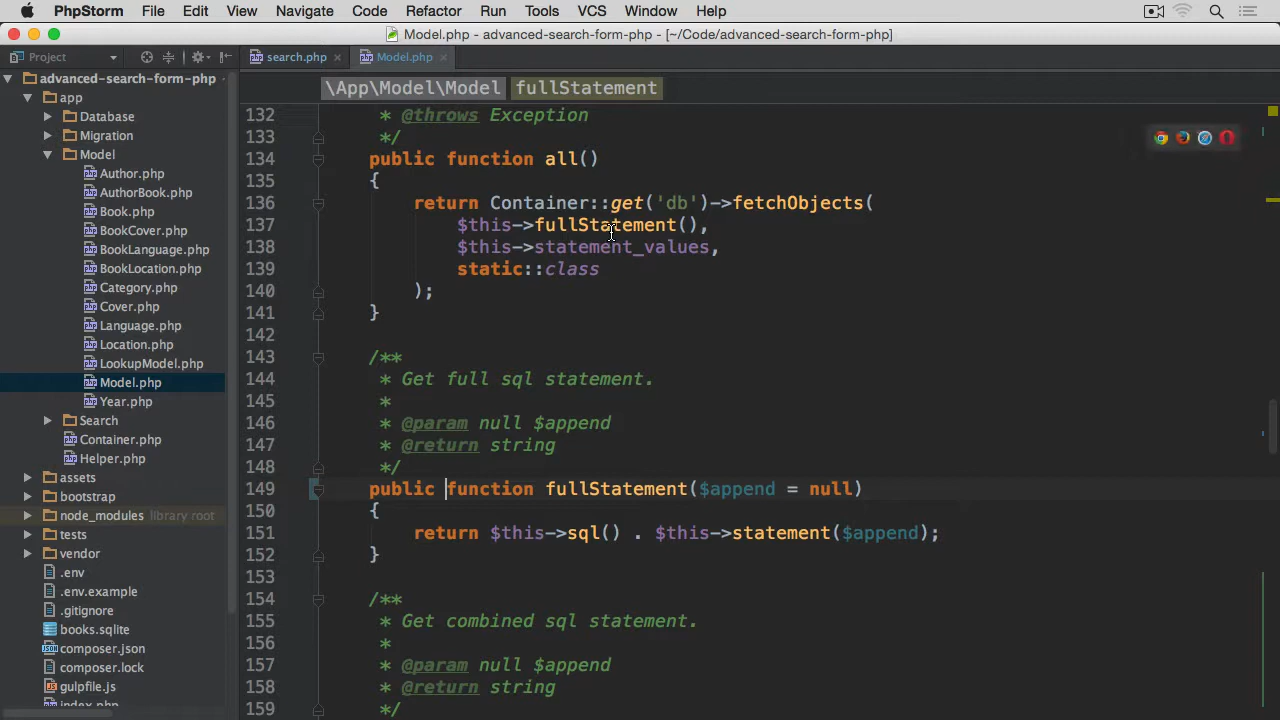 PhpStorm File Edit View Navigate Code Refactor Run Tools VCS Window Help
Model.php - advanced-search-form-php - [~/Code/advanced-search-form-php]
Project
search.php
Model.php
\App\Model\Model fullStatement
advanced-search-form-php
app
Database
Migration
Model
Author.php
AuthorBook.php
Book.php
BookCover.php
BookLanguage.php
BookLocation.php
Category.php
Cover.php
Language.php
Location.php
LookupModel.php
Model.php
Year.php
Search
Container.php
Helper.php
assets
bootstrap
node_modules library root
tests
vendor
.env
.env.example
.gitignore
books.sqlite
composer.json
composer.lock
gulpfile.js
index.php
132 * @throws Exception
133 */
134 public function all()
135 {
136 return Container::get('db')->fetchObjects(
137 $this->fullStatement(),
138 $this->statement_values,
139 static::class
140 );
141 }
142
143 /**
144 * Get full sql statement.
145 *
146 * @param null $append
147 * @return string
148 */
149 public function fullStatement($append = null)
150 {
151 return $this->sql() . $this->statement($append);
152 }
153
154 /**
155 * Get combined sql statement.
156 *
157 * @param null $append
158 * @return string
159 */